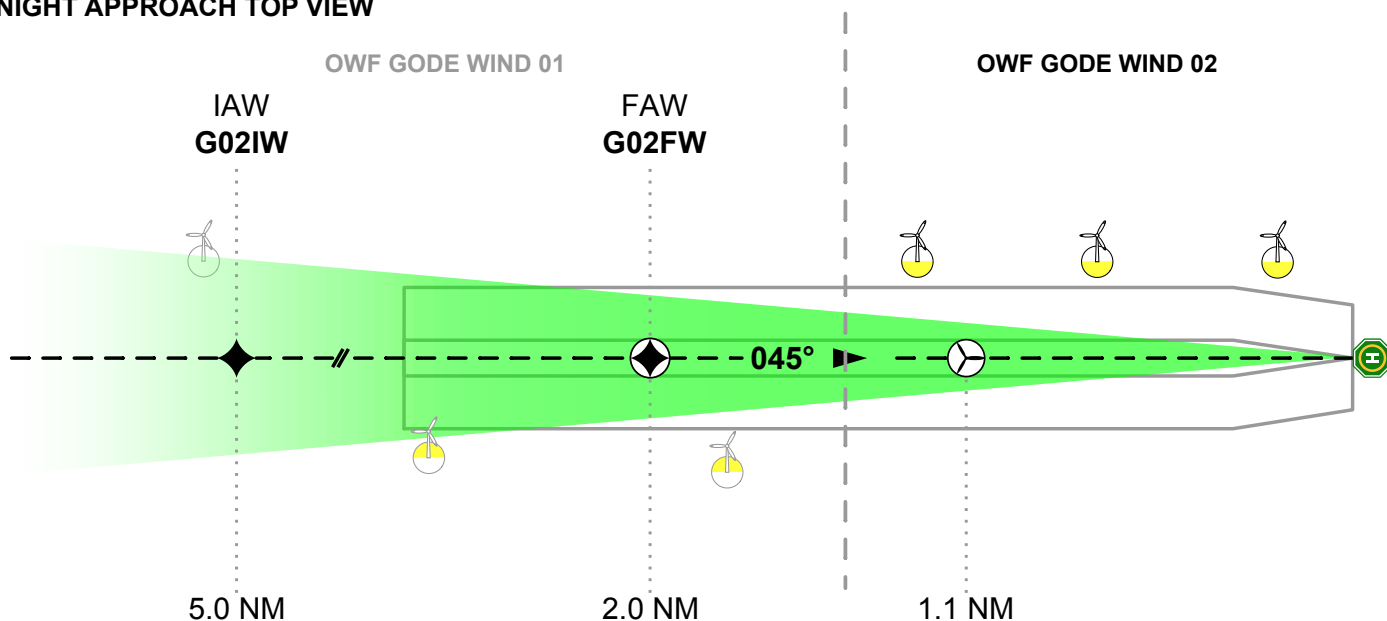 NIGHT APPROACH TOP VIEW
OWF GODE WIND 01
OWF GODE WIND 02
IAW
G02IW
FAW
G02FW
045°
H
5.0 NM
2.0 NM
1.1 NM